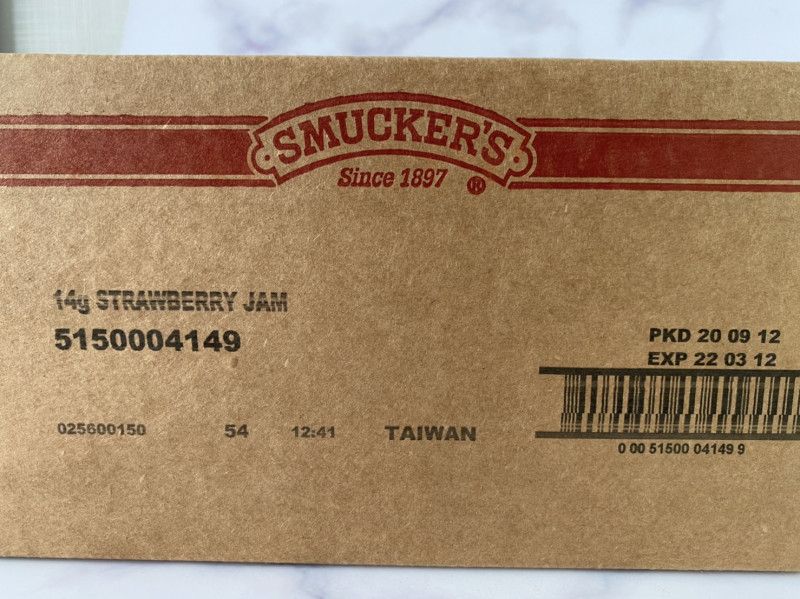 SMUCKER'S
Since 1897 ®
14g STRAWBERRY JAM
5150004149
PKD 20 09 12
EXP 22 03 12
025600150 54 12:41 TAIWAN
0 00 51500 04149 9